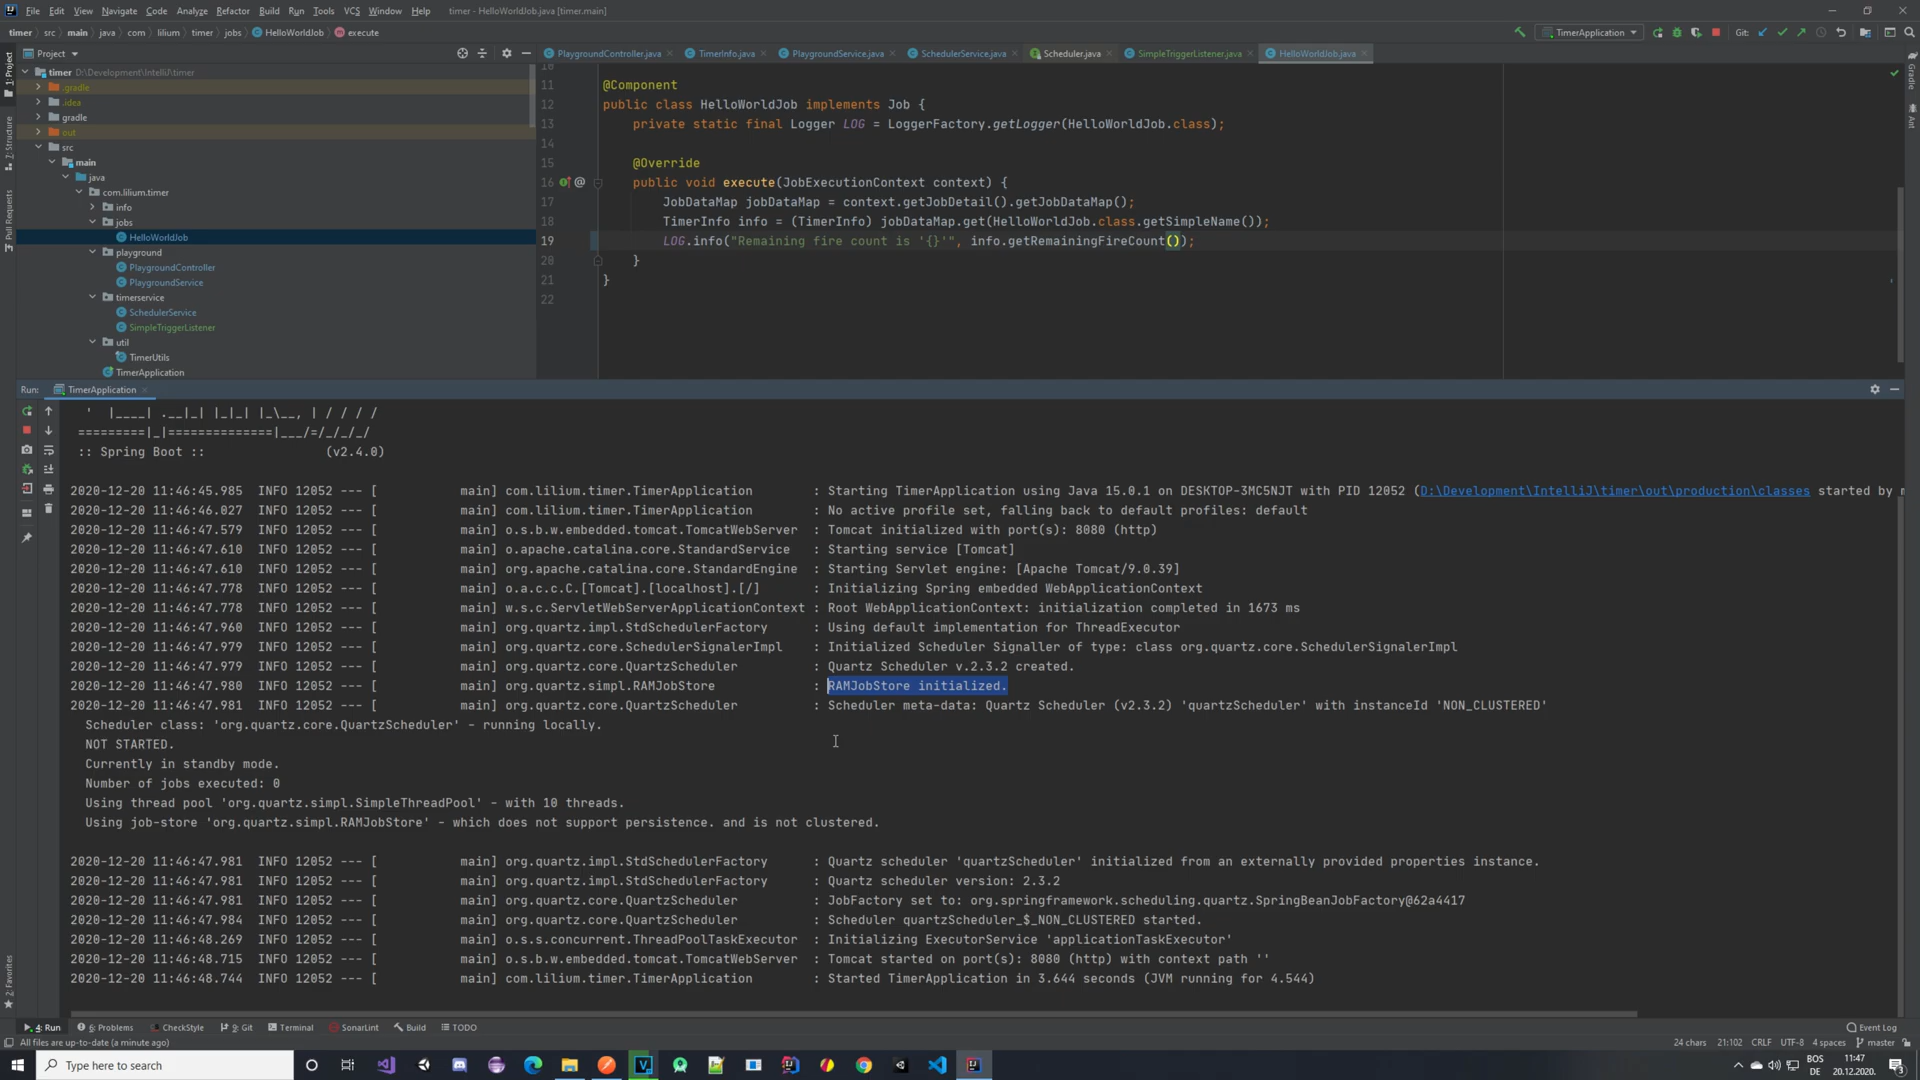 File Edit View Navigate Code Analyze Refactor Build Run Tools VCS Window Help timer - HelloWorldJob.java [timer.main]
timer src main java com lilium timer jobs HelloWorldJob execute
TimerApplication Git:
Project
PlaygroundController.java TimerInfo.java PlaygroundService.java SchedulerService.java Scheduler.java SimpleTriggerListener.java HelloWorldJob.java
timer D:\Development\IntelliJ\timer
.gradle
.idea
gradle
out
src
main
java
com.lilium.timer
info
jobs
HelloWorldJob
playground
PlaygroundController
PlaygroundService
timerservice
SchedulerService
SimpleTriggerListener
util
TimerUtils
TimerApplication
1: Project
7: Structure
Pull Requests
2: Favorites
Gradle
Ant
10
11 @Component
12 public class HelloWorldJob implements Job {
13 private static final Logger LOG = LoggerFactory.getLogger(HelloWorldJob.class);
14
15 @Override
16 public void execute(JobExecutionContext context) {
17 JobDataMap jobDataMap = context.getJobDetail().getJobDataMap();
18 TimerInfo info = (TimerInfo) jobDataMap.get(HelloWorldJob.class.getSimpleName());
19 LOG.info("Remaining fire count is '{}'", info.getRemainingFireCount());
20 }
21 }
22
Run: TimerApplication
' |____| .__|_| |_|_| |_\__, | / / / /
=========|_|==============|___/=/_/_/_/
:: Spring Boot :: (v2.4.0)
2020-12-20 11:46:45.985 INFO 12052 --- [ main] com.lilium.timer.TimerApplication : Starting TimerApplication using Java 15.0.1 on DESKTOP-3MC5NJT with PID 12052 (D:\Development\IntelliJ\timer\out\production\classes started by
2020-12-20 11:46:46.027 INFO 12052 --- [ main] com.lilium.timer.TimerApplication : No active profile set, falling back to default profiles: default
2020-12-20 11:46:47.579 INFO 12052 --- [ main] o.s.b.w.embedded.tomcat.TomcatWebServer : Tomcat initialized with port(s): 8080 (http)
2020-12-20 11:46:47.610 INFO 12052 --- [ main] o.apache.catalina.core.StandardService : Starting service [Tomcat]
2020-12-20 11:46:47.610 INFO 12052 --- [ main] org.apache.catalina.core.StandardEngine : Starting Servlet engine: [Apache Tomcat/9.0.39]
2020-12-20 11:46:47.778 INFO 12052 --- [ main] o.a.c.c.C.[Tomcat].[localhost].[/] : Initializing Spring embedded WebApplicationContext
2020-12-20 11:46:47.778 INFO 12052 --- [ main] w.s.c.ServletWebServerApplicationContext : Root WebApplicationContext: initialization completed in 1673 ms
2020-12-20 11:46:47.960 INFO 12052 --- [ main] org.quartz.impl.StdSchedulerFactory : Using default implementation for ThreadExecutor
2020-12-20 11:46:47.979 INFO 12052 --- [ main] org.quartz.core.SchedulerSignalerImpl : Initialized Scheduler Signaller of type: class org.quartz.core.SchedulerSignalerImpl
2020-12-20 11:46:47.979 INFO 12052 --- [ main] org.quartz.core.QuartzScheduler : Quartz Scheduler v.2.3.2 created.
2020-12-20 11:46:47.980 INFO 12052 --- [ main] org.quartz.simpl.RAMJobStore : RAMJobStore initialized.
2020-12-20 11:46:47.981 INFO 12052 --- [ main] org.quartz.core.QuartzScheduler : Scheduler meta-data: Quartz Scheduler (v2.3.2) 'quartzScheduler' with instanceId 'NON_CLUSTERED'
Scheduler class: 'org.quartz.core.QuartzScheduler' - running locally.
NOT STARTED.
Currently in standby mode.
Number of jobs executed: 0
Using thread pool 'org.quartz.simpl.SimpleThreadPool' - with 10 threads.
Using job-store 'org.quartz.simpl.RAMJobStore' - which does not support persistence. and is not clustered.
2020-12-20 11:46:47.981 INFO 12052 --- [ main] org.quartz.impl.StdSchedulerFactory : Quartz scheduler 'quartzScheduler' initialized from an externally provided properties instance.
2020-12-20 11:46:47.981 INFO 12052 --- [ main] org.quartz.impl.StdSchedulerFactory : Quartz scheduler version: 2.3.2
2020-12-20 11:46:47.981 INFO 12052 --- [ main] org.quartz.core.QuartzScheduler : JobFactory set to: org.springframework.scheduling.quartz.SpringBeanJobFactory@62a4417
2020-12-20 11:46:47.984 INFO 12052 --- [ main] org.quartz.core.QuartzScheduler : Scheduler quartzScheduler_$_NON_CLUSTERED started.
2020-12-20 11:46:48.269 INFO 12052 --- [ main] o.s.s.concurrent.ThreadPoolTaskExecutor : Initializing ExecutorService 'applicationTaskExecutor'
2020-12-20 11:46:48.715 INFO 12052 --- [ main] o.s.b.w.embedded.tomcat.TomcatWebServer : Tomcat started on port(s): 8080 (http) with context path ''
2020-12-20 11:46:48.744 INFO 12052 --- [ main] com.lilium.timer.TimerApplication : Started TimerApplication in 3.644 seconds (JVM running for 4.544)
4: Run 6: Problems CheckStyle 9: Git Terminal SonarLint Build TODO Event Log
All files are up-to-date (a minute ago) 24 chars 21:102 CRLF UTF-8 4 spaces master
Type here to search
BOS 11:47
DE 20.12.2020.